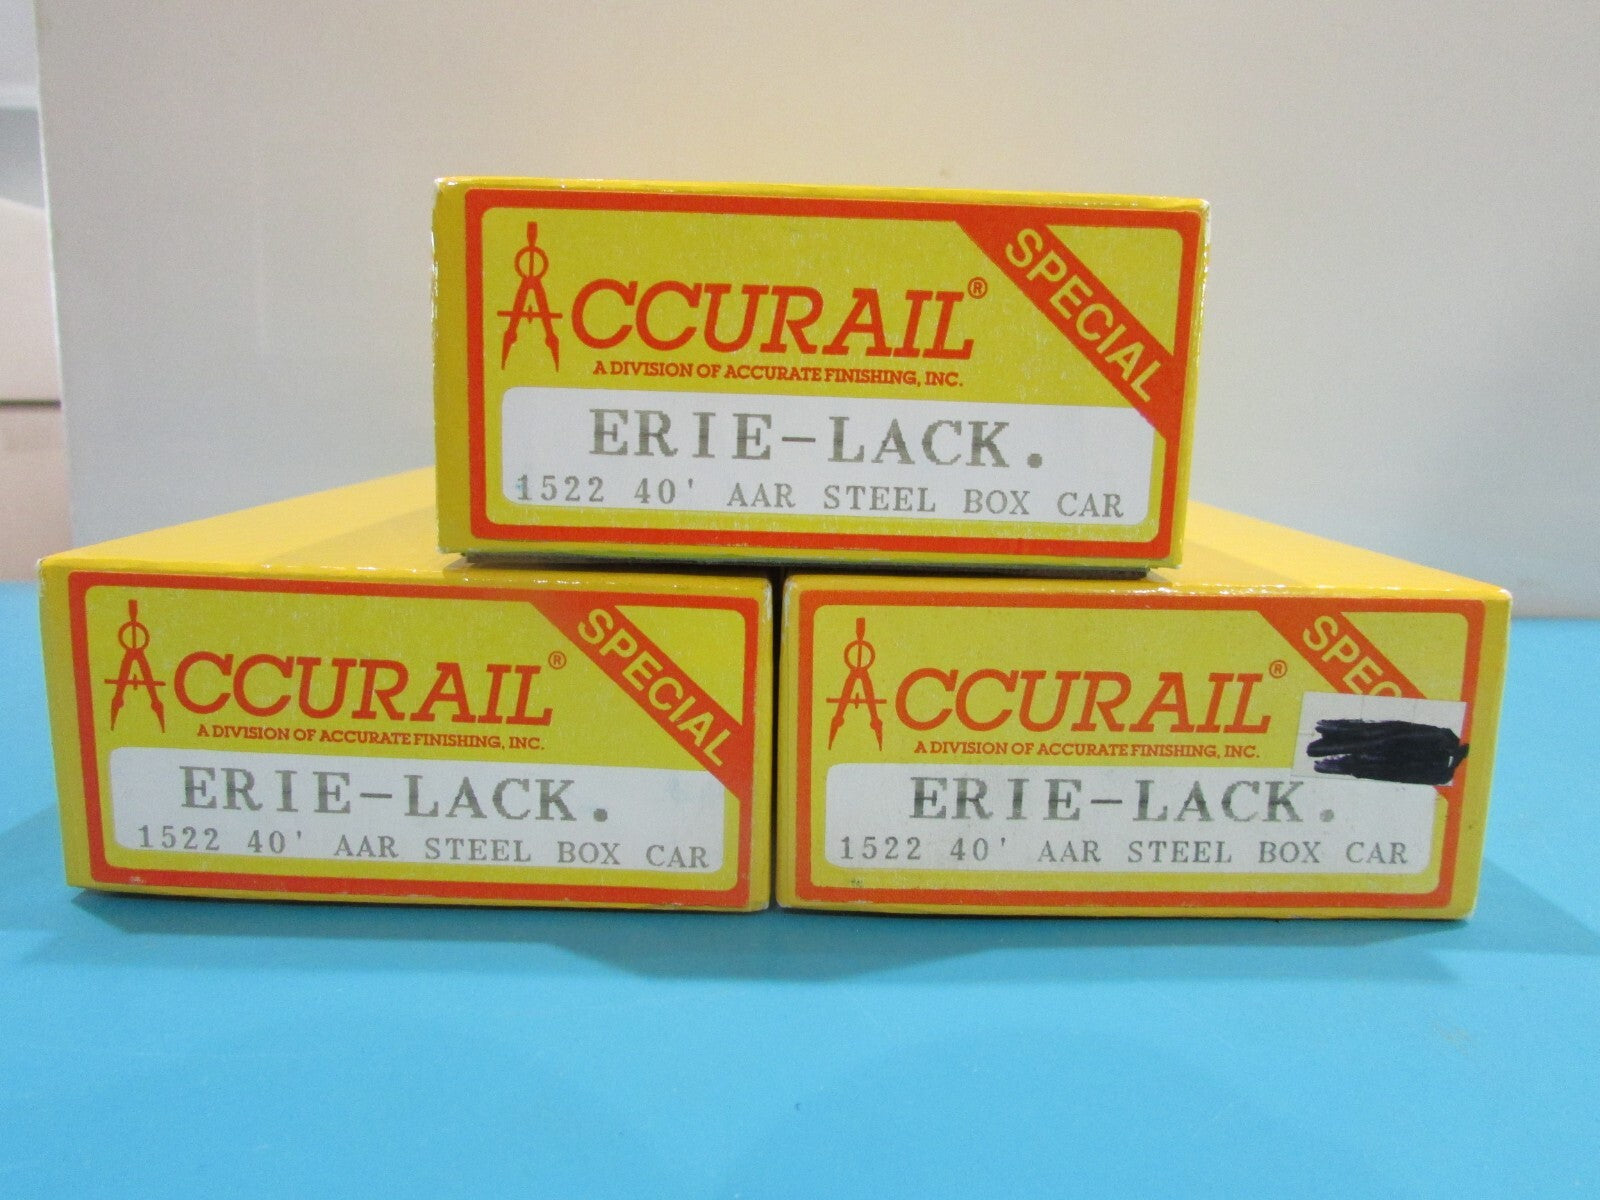 ACCURAIL®
SPECIAL
A DIVISION OF ACCURATE FINISHING, INC.
ERIE-LACK.
1522 40' AAR STEEL BOX CAR
ACCURAIL®
SPECIAL
A DIVISION OF ACCURATE FINISHING, INC.
ERIE-LACK.
1522 40' AAR STEEL BOX CAR
ACCURAIL®
SPEC
A DIVISION OF ACCURATE FINISHING, INC.
ERIE-LACK.
1522 40' AAR STEEL BOX CAR